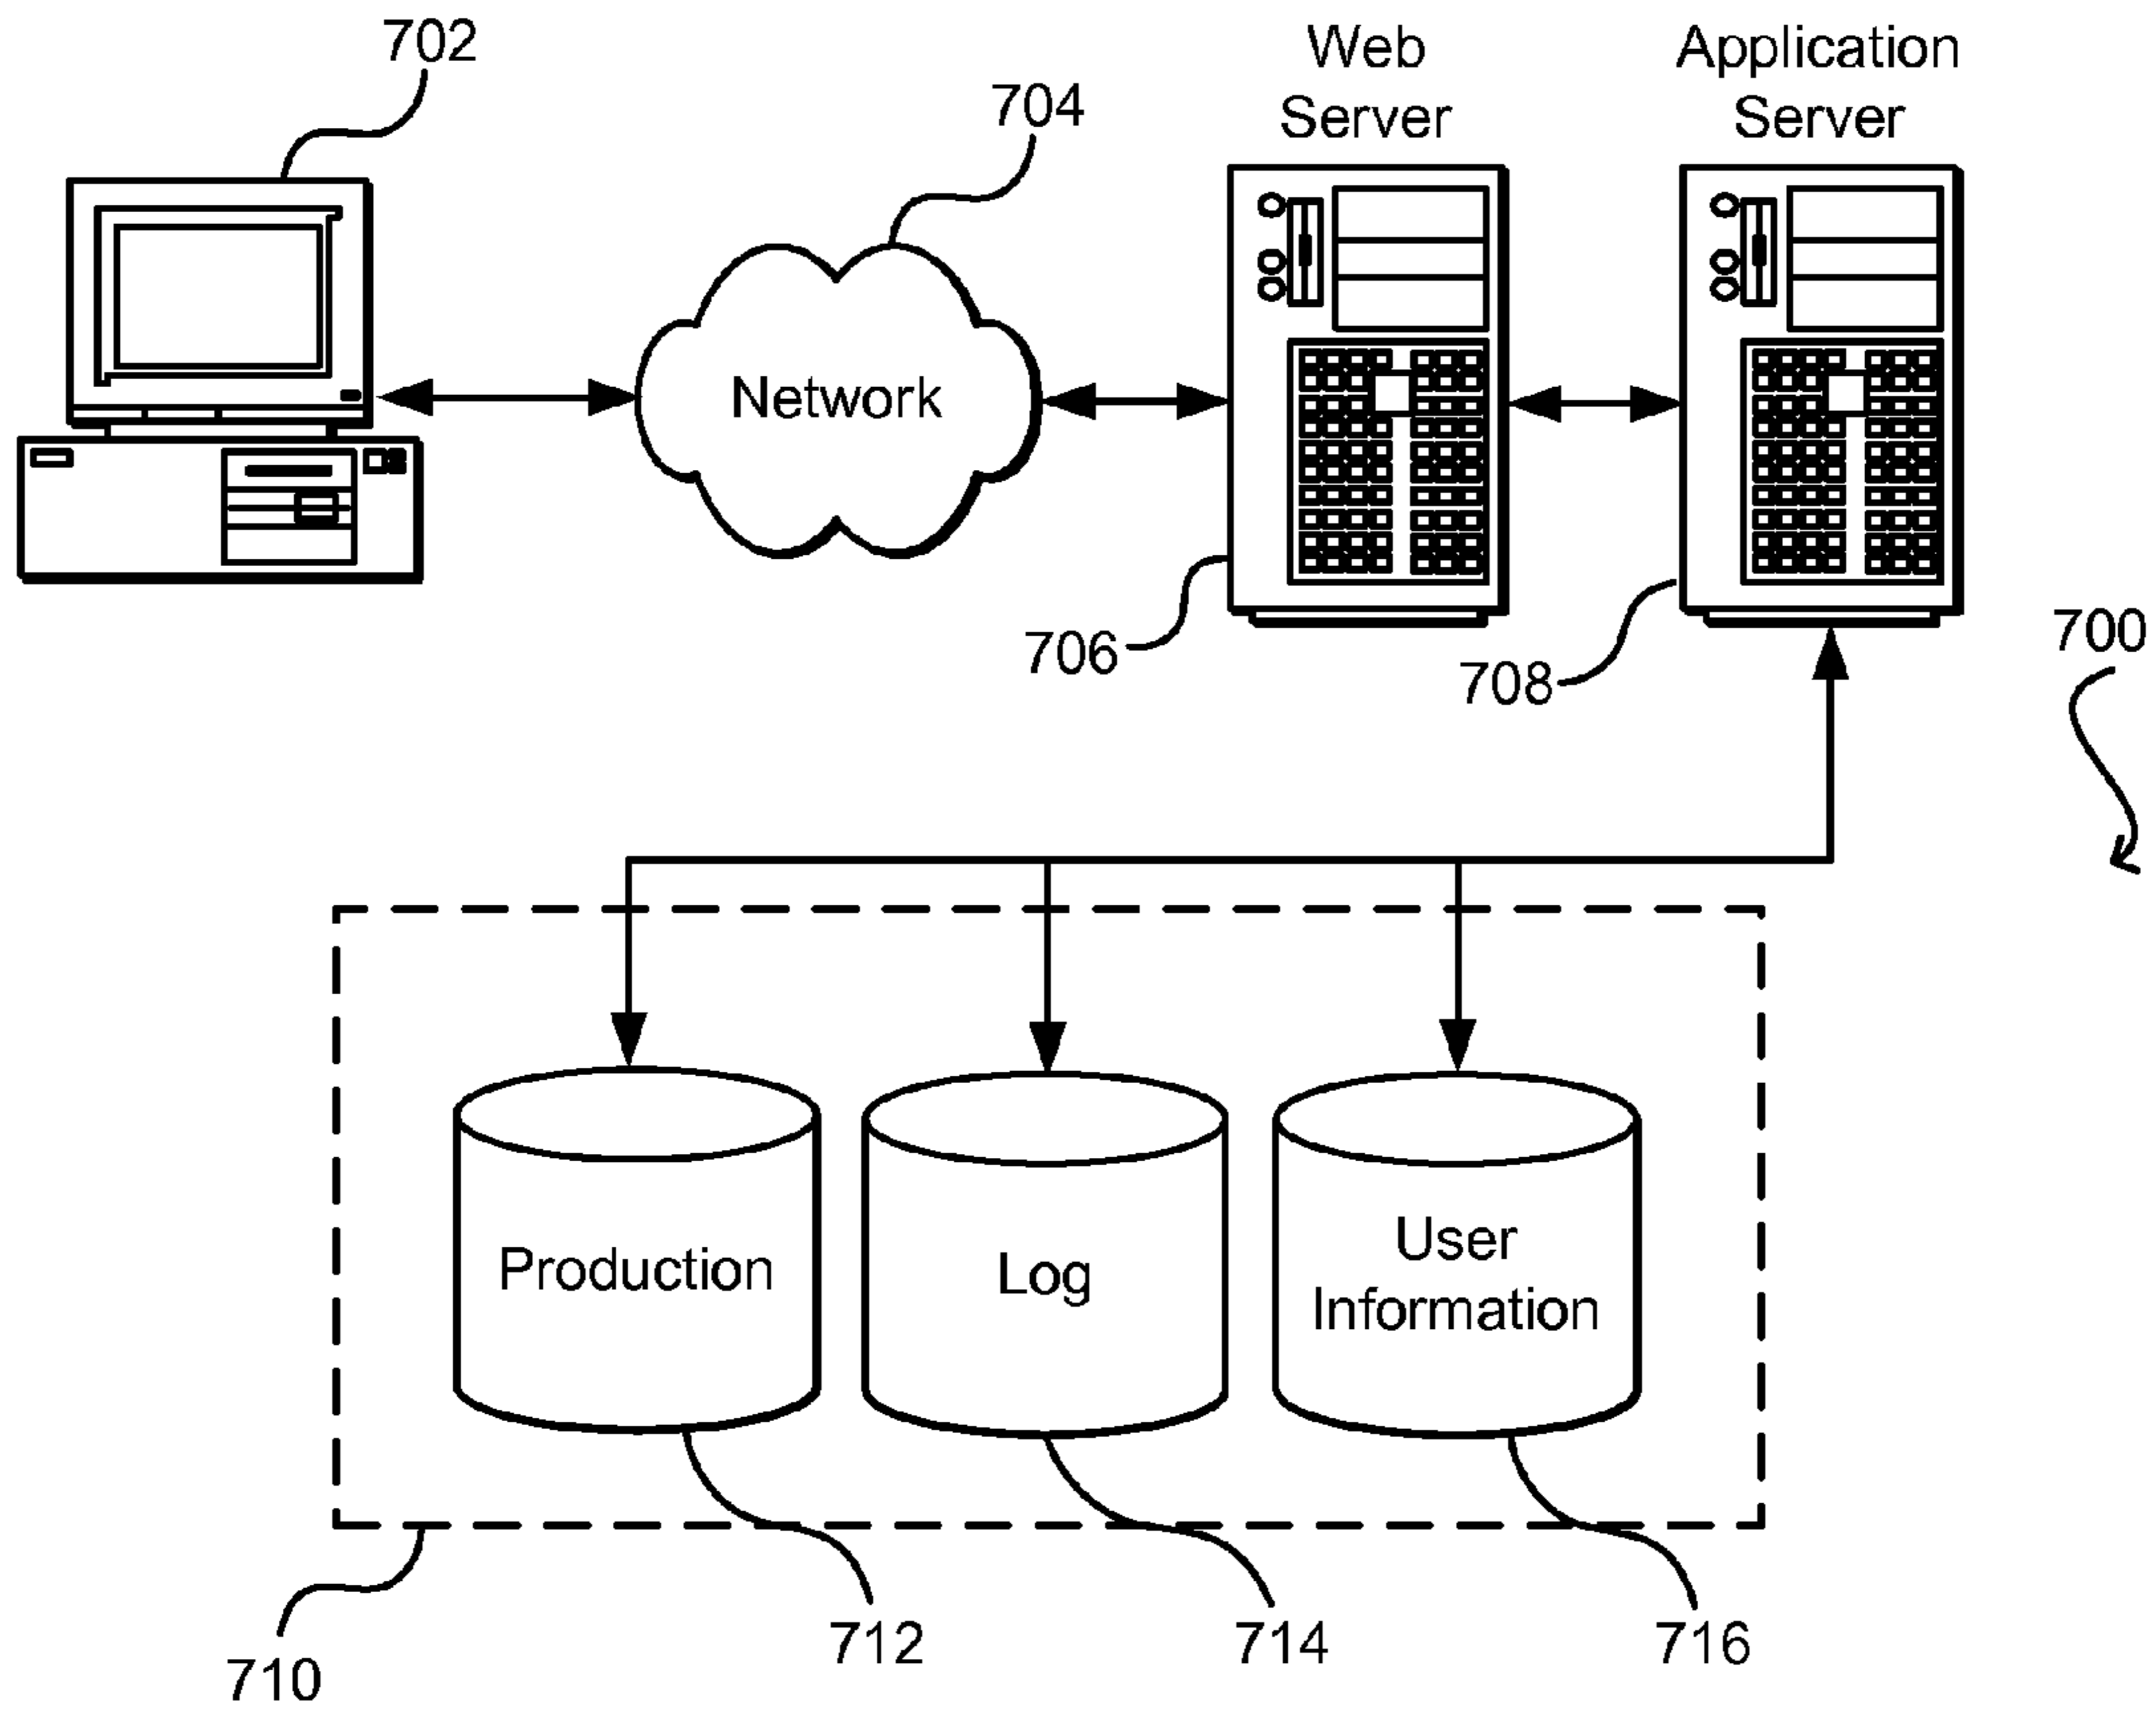 702
704
Web
Server
Application
Server
Network
706
708
700
Production
Log
User
Information
710
712
714
716